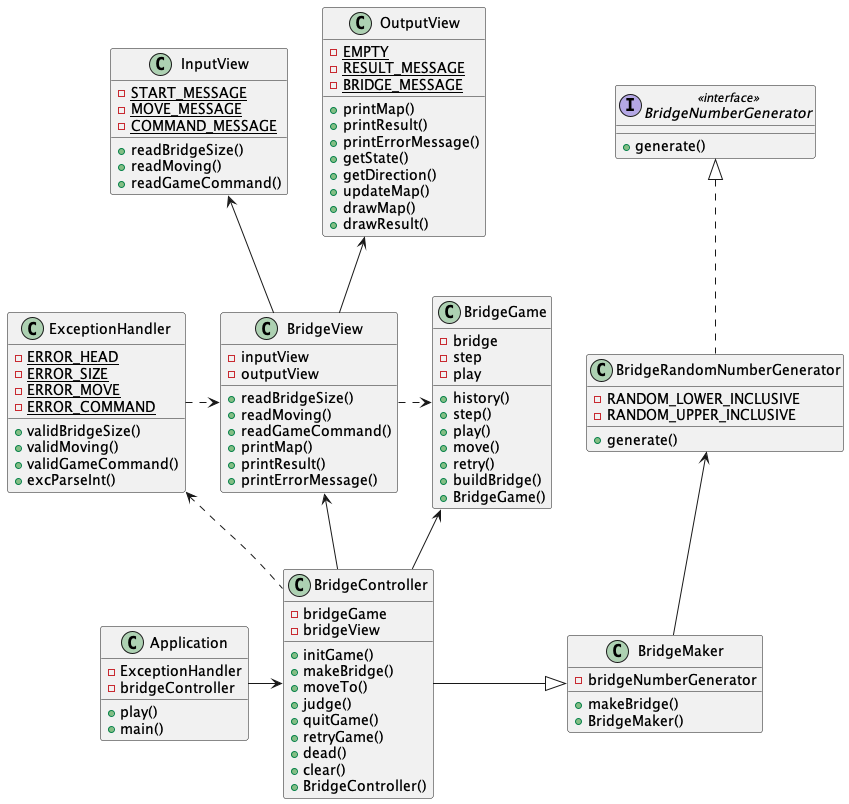 C OutputView
EMPTY
RESULT_MESSAGE
BRIDGE_MESSAGE
printMap()
printResult()
printErrorMessage()
getState()
getDirection()
updateMap()
drawMap()
drawResult()
C InputView
START_MESSAGE
MOVE_MESSAGE
COMMAND_MESSAGE
readBridgeSize()
readMoving()
readGameCommand()
I «interface»
BridgeNumberGenerator
generate()
C ExceptionHandler
ERROR_HEAD
ERROR_SIZE
ERROR_MOVE
ERROR_COMMAND
validBridgeSize()
validMoving()
validGameCommand()
excParseInt()
C BridgeView
inputView
outputView
readBridgeSize()
readMoving()
readGameCommand()
printMap()
printResult()
printErrorMessage()
C BridgeGame
bridge
step
play
history()
step()
play()
move()
retry()
buildBridge()
BridgeGame()
C BridgeRandomNumberGenerator
RANDOM_LOWER_INCLUSIVE
RANDOM_UPPER_INCLUSIVE
generate()
C Application
ExceptionHandler
bridgeController
play()
main()
C BridgeController
bridgeGame
bridgeView
initGame()
makeBridge()
moveTo()
judge()
quitGame()
retryGame()
dead()
clear()
BridgeController()
C BridgeMaker
bridgeNumberGenerator
makeBridge()
BridgeMaker()